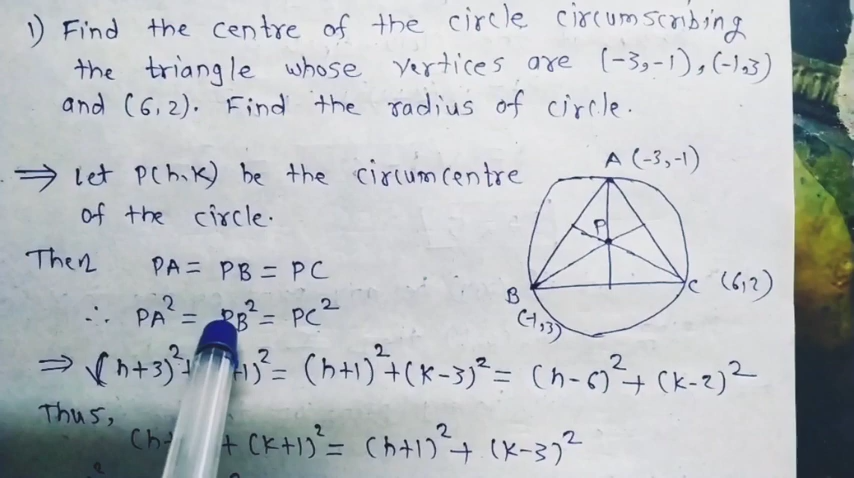 1) Find the centre of the circle circumscribing
the triangle whose vertices are (-3,-1), (-1,3)
and (6,2). Find the radius of circle.
⇒ Let P(h,k) be the circumcentre
of the circle.
Then PA = PB = PC
∴ PA² = PB² = PC²
A (-3,-1)
P
B
(-1,3)
C (6,2)
⇒ (h+3)²+ 1)² = (h+1)²+(k-3)² = (h-6)²+(k-2)²
Thus,
(h+ + (k+1)² = (h+1)² + (k-3)²